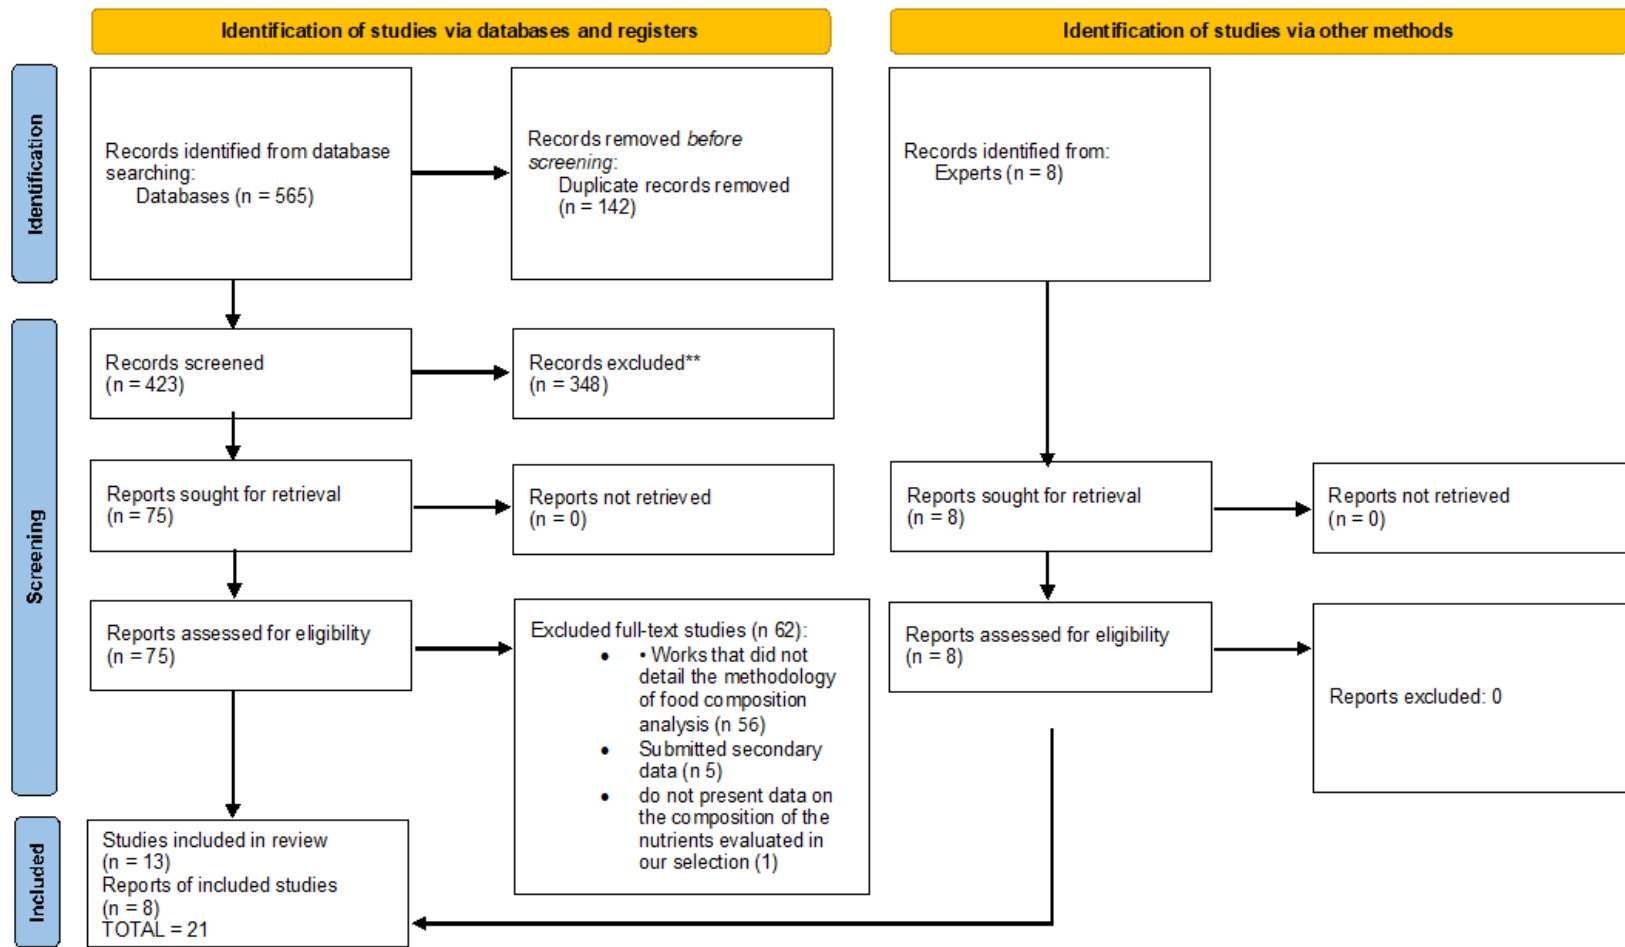 Identification of studies via databases and registers
Identification of studies via other methods
Identification
Records identified from database
searching:
Databases (n = 565)
Records removed before
screening:
Duplicate records removed
(n = 142)
Records identified from:
Experts (n = 8)
Screening
Records screened
(n = 423)
Records excluded**
(n = 348)
Reports sought for retrieval
(n = 75)
Reports not retrieved
(n = 0)
Reports sought for retrieval
(n = 8)
Reports not retrieved
(n = 0)
Reports assessed for eligibility
(n = 75)
Excluded full-text studies (n 62):
• • Works that did not
detail the methodology
of food composition
analysis (n 56)
• Submitted secondary
data (n 5)
• do not present data on
the composition of the
nutrients evaluated in
our selection (1)
Reports assessed for eligibility
(n = 8)
Reports excluded: 0
Included
Studies included in review
(n = 13)
Reports of included studies
(n = 8)
TOTAL = 21